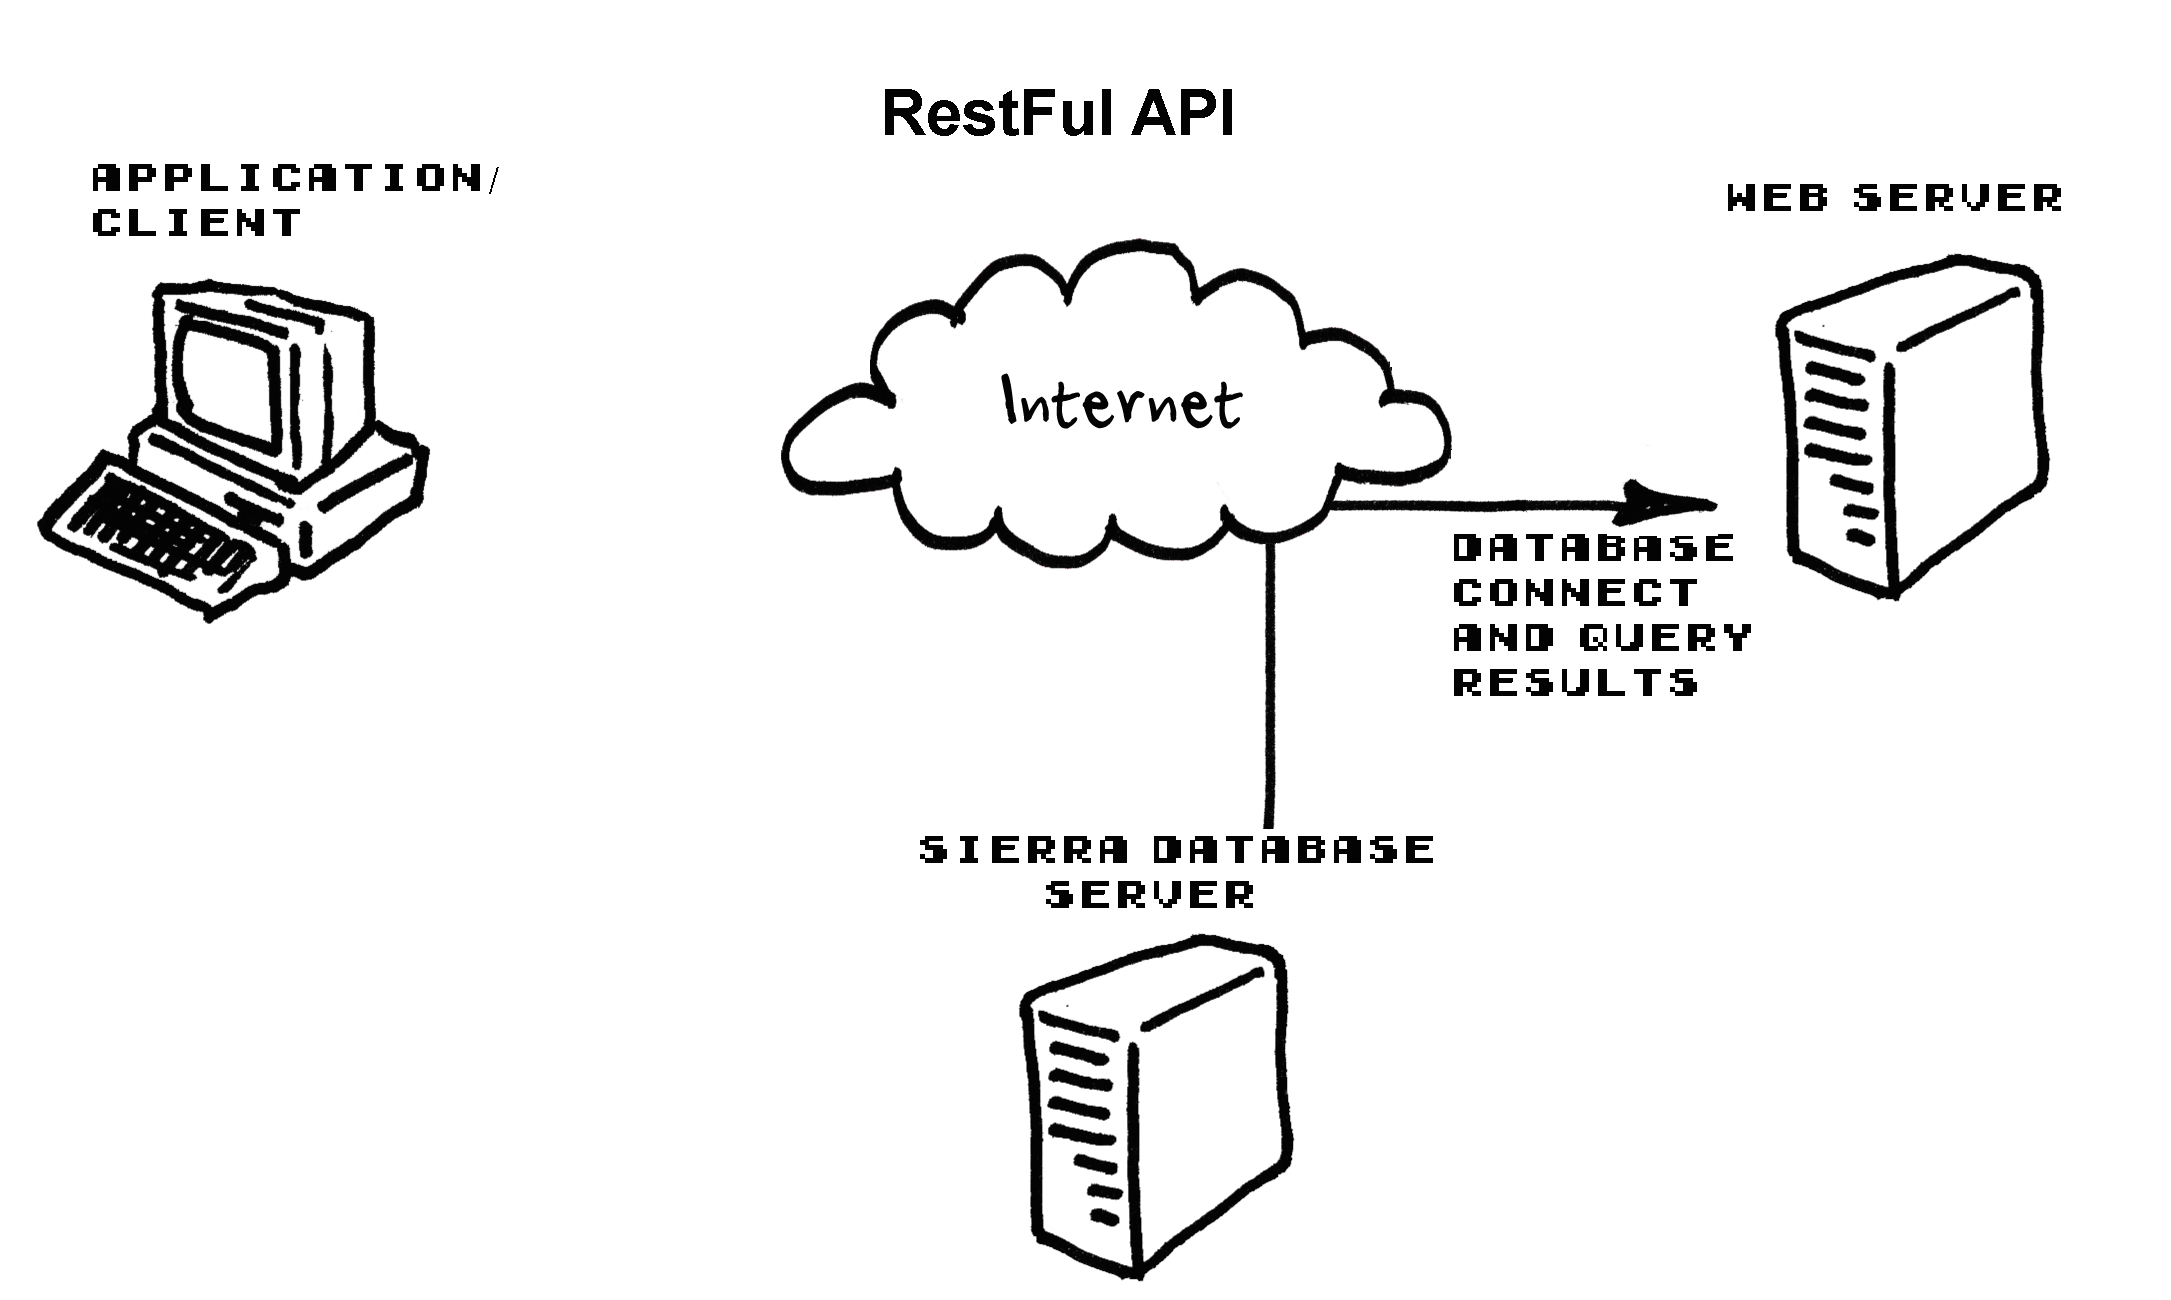 RestFul API
APPLICATION/
CLIENT
WEB SERVER
Internet
DATABASE
CONNECT
AND QUERY
RESULTS
SIERRA DATABASE
SERVER